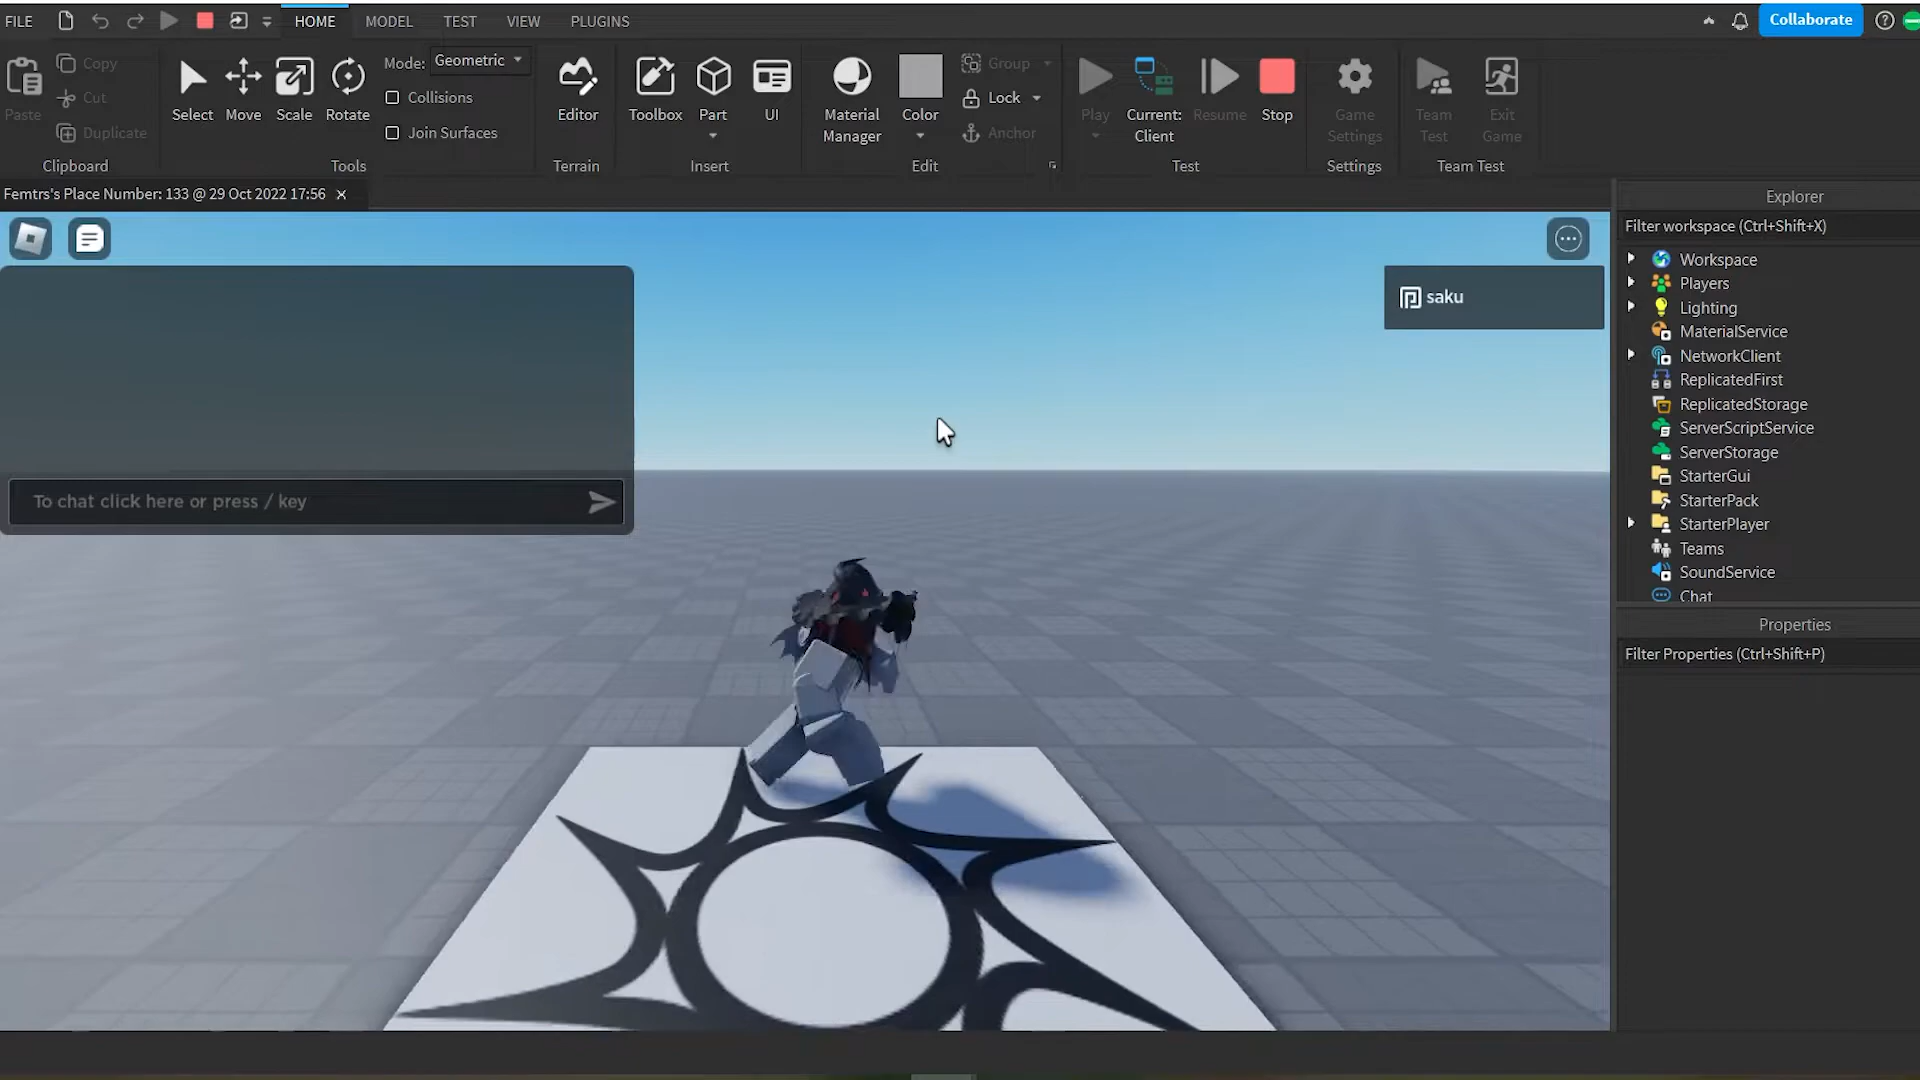 FILE HOME MODEL TEST VIEW PLUGINS Collaborate
Paste
Copy
Cut
Duplicate
Clipboard
Select
Move
Scale
Rotate
Mode: Geometric
Collisions
Join Surfaces
Tools
Editor
Terrain
Toolbox
Part
UI
Insert
Material
Manager
Color
Group
Lock
Anchor
Edit
Play
Current:
Client
Resume
Stop
Test
Game
Settings
Settings
Team
Test
Exit
Game
Team Test
Femtrs's Place Number: 133 @ 29 Oct 2022 17:56
To chat click here or press / key
saku
Explorer
Filter workspace (Ctrl+Shift+X)
Workspace
Players
Lighting
MaterialService
NetworkClient
ReplicatedFirst
ReplicatedStorage
ServerScriptService
ServerStorage
StarterGui
StarterPack
StarterPlayer
Teams
SoundService
Chat
Properties
Filter Properties (Ctrl+Shift+P)